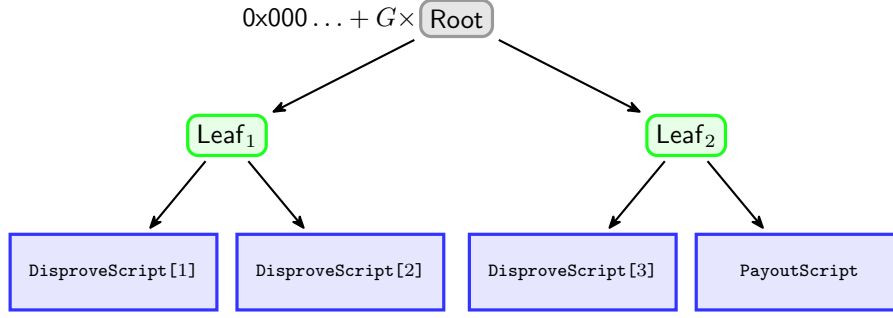 0x000 … + G× Root
Leaf₁ Leaf₂
DisproveScript[1] DisproveScript[2] DisproveScript[3] PayoutScript